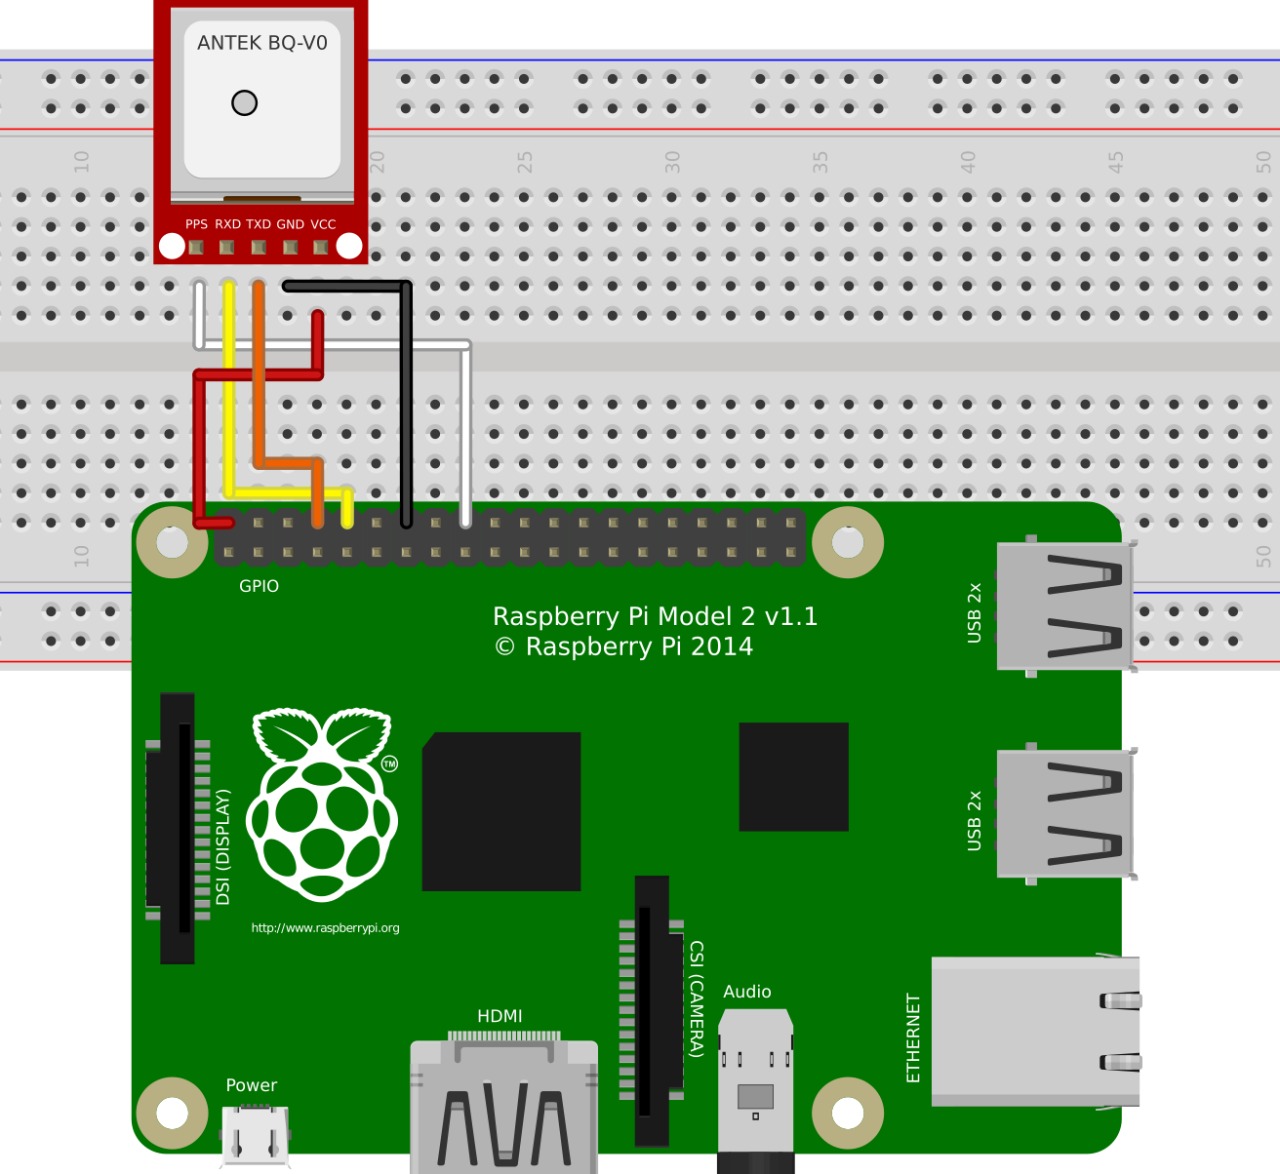 ANTEK BQ-V0
10
20
25
30
35
40
45
50
PPS RXD TXD GND VCC
10
50
GPIO
Raspberry Pi Model 2 v1.1
© Raspberry Pi 2014
USB 2x
TM
DSI (DISPLAY)
USB 2x
http://www.raspberrypi.org
CSI (CAMERA)
Audio
HDMI
ETHERNET
Power